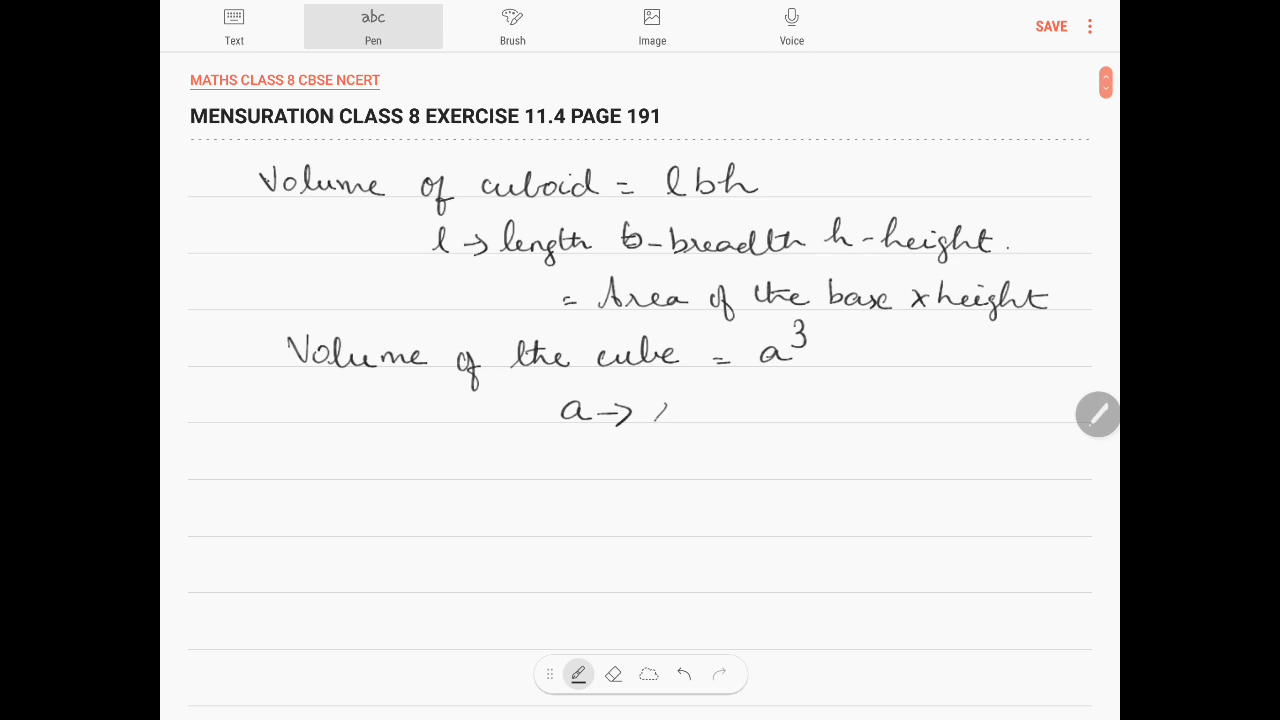 Text Pen Brush Image Voice SAVE
MATHS CLASS 8 CBSE NCERT
MENSURATION CLASS 8 EXERCISE 11.4 PAGE 191
Volume of cuboid = lbh
l → length b - breadth h - height.
= Area of the base × height
Volume of the cube = a³
a →